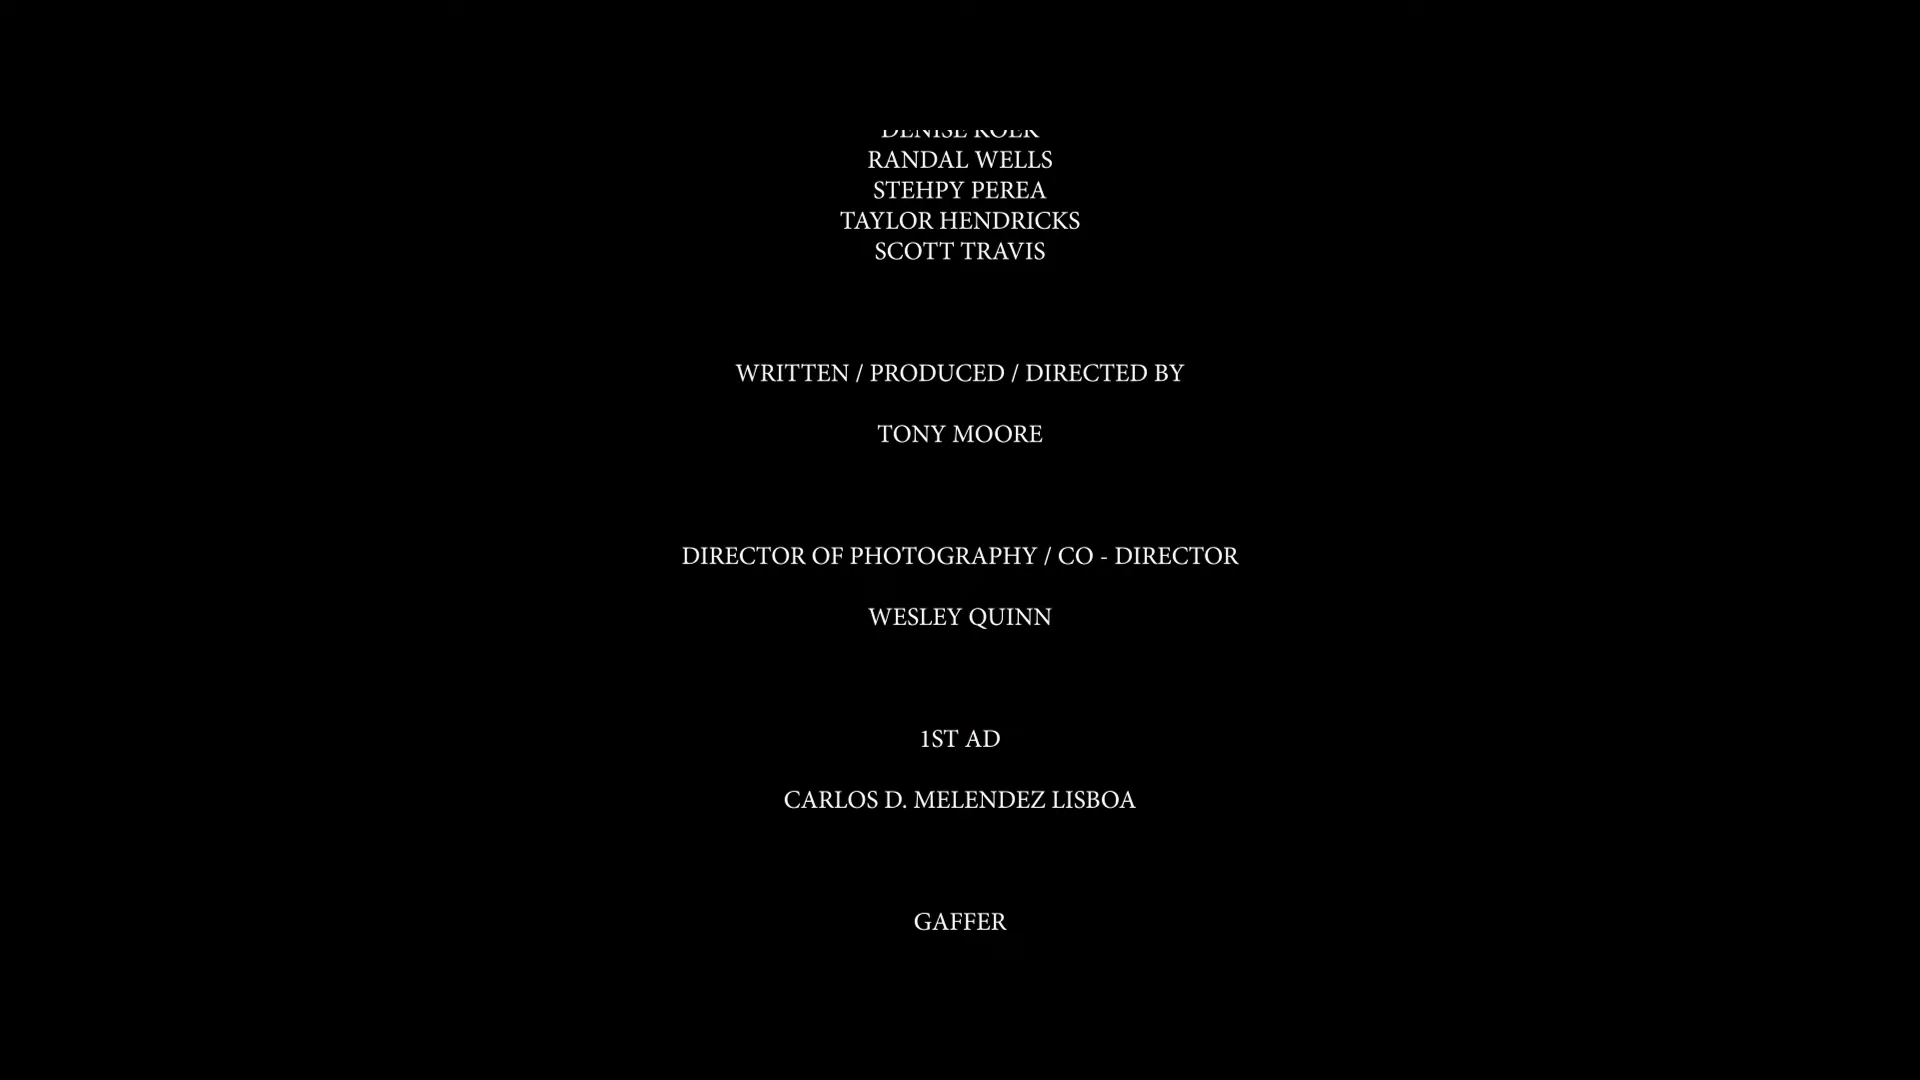 DENISE
RANDAL WELLS
STEHPY PEREA
TAYLOR HENDRICKS
SCOTT TRAVIS
WRITTEN / PRODUCED / DIRECTED BY
TONY MOORE
DIRECTOR OF PHOTOGRAPHY / CO - DIRECTOR
WESLEY QUINN
1ST AD
CARLOS D. MELENDEZ LISBOA
GAFFER